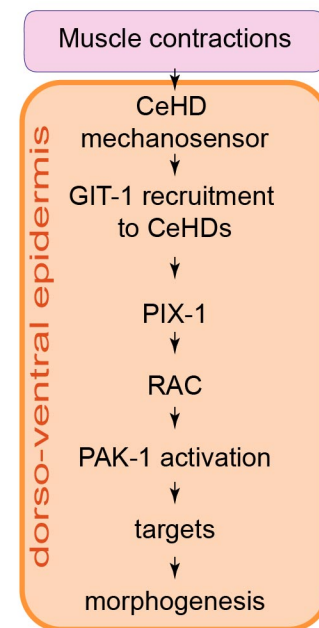 Muscle contractions
CeHD
mechanosensor
GIT-1 recruitment
to CeHDs
PIX-1
RAC
PAK-1 activation
targets
morphogenesis
dorso-ventral epidermis